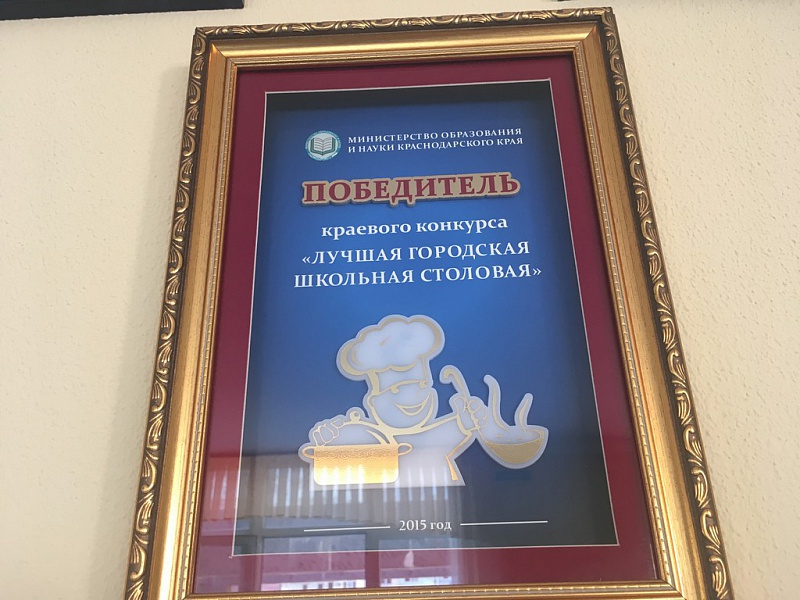 МИНИСТЕРСТВО ОБРАЗОВАНИЯ
И НАУКИ КРАСНОДАРСКОГО КРАЯ
ПОБЕДИТЕЛЬ
краевого конкурса
«ЛУЧШАЯ ГОРОДСКАЯ
ШКОЛЬНАЯ СТОЛОВАЯ»
2015 год